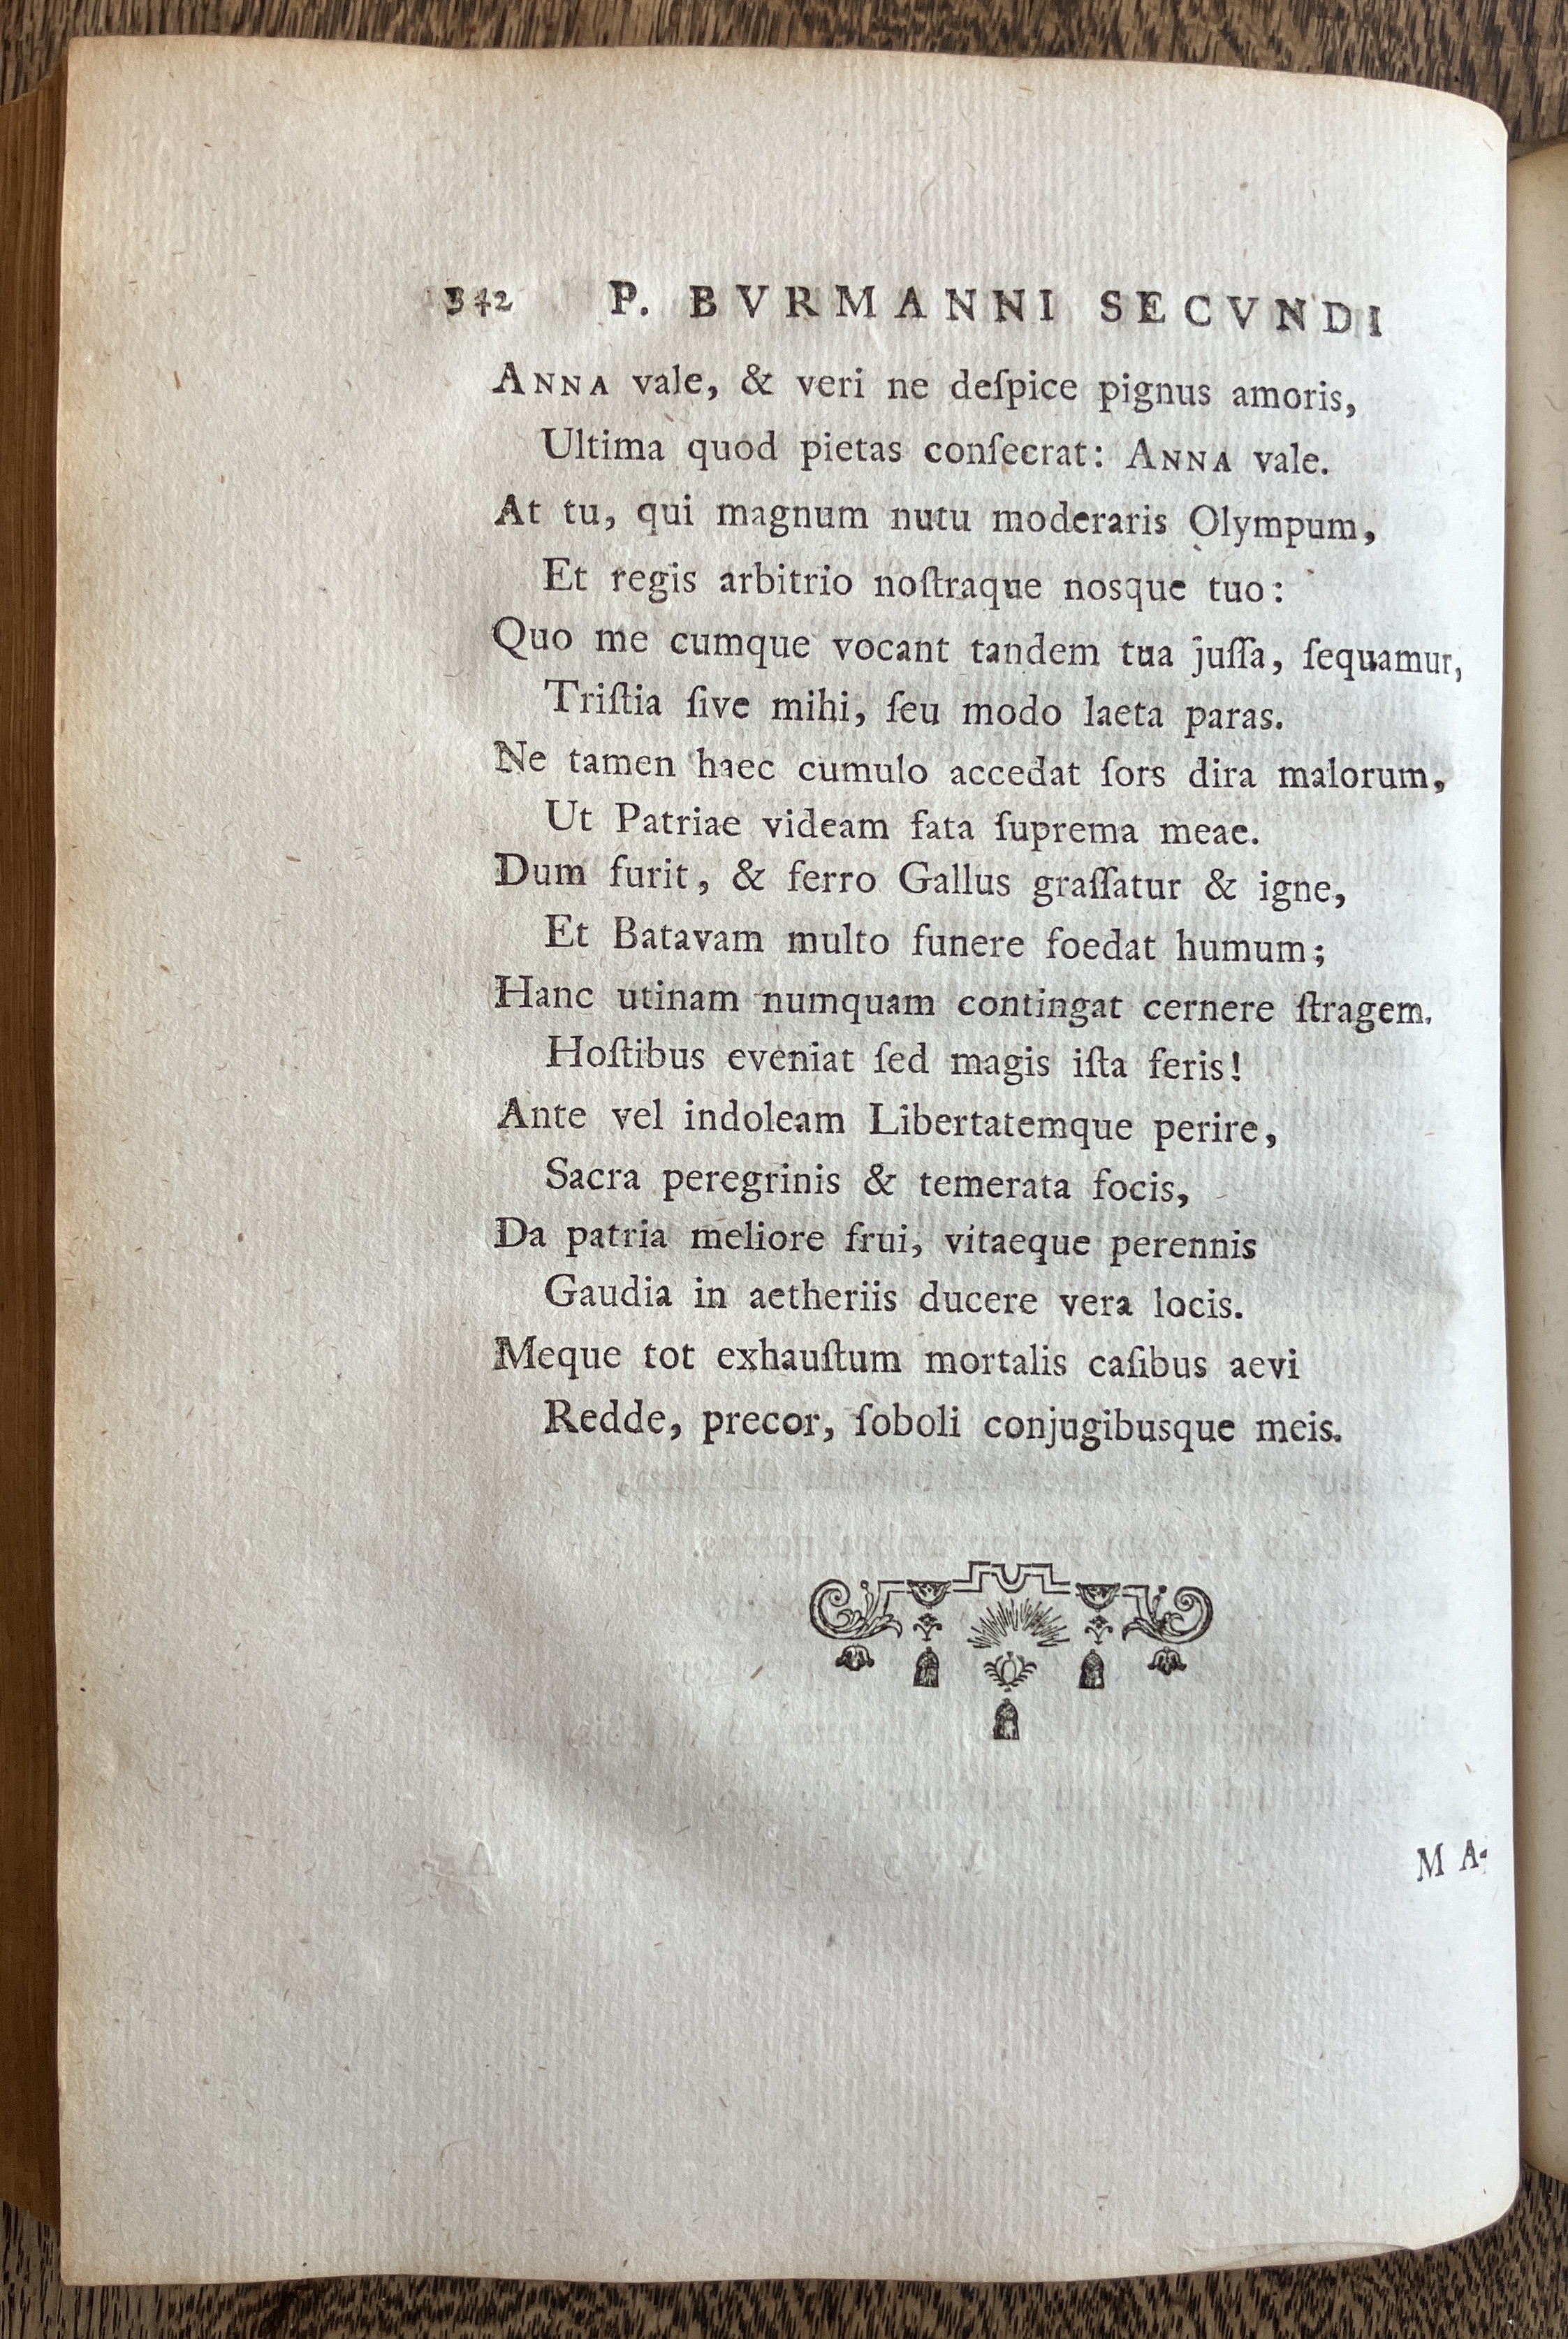 342 P. BVRMANNI SECVNDI
ANNA vale, & veri ne deſpice pignus amoris,
Ultima quod pietas conſecrat: ANNA vale.
At tu, qui magnum nutu moderaris Olympum,
Et regis arbitrio noſtraque nosque tuo:
Quo me cumque vocant tandem tua juſſa, ſequamur,
Triſtia ſive mihi, ſeu modo laeta paras.
Ne tamen haec cumulo accedat ſors dira malorum,
Ut Patriae videam fata ſuprema meae.
Dum furit, & ferro Gallus graſſatur & igne,
Et Batavam multo funere foedat humum;
Hanc utinam numquam contingat cernere ſtragem.
Hoſtibus eveniat ſed magis iſta feris!
Ante vel indoleam Libertatemque perire,
Sacra peregrinis & temerata focis,
Da patria meliore frui, vitaeque perennis
Gaudia in aetheriis ducere vera locis.
Meque tot exhauſtum mortalis caſibus aevi
Redde, precor, ſoboli conjugibusque meis.
M A-